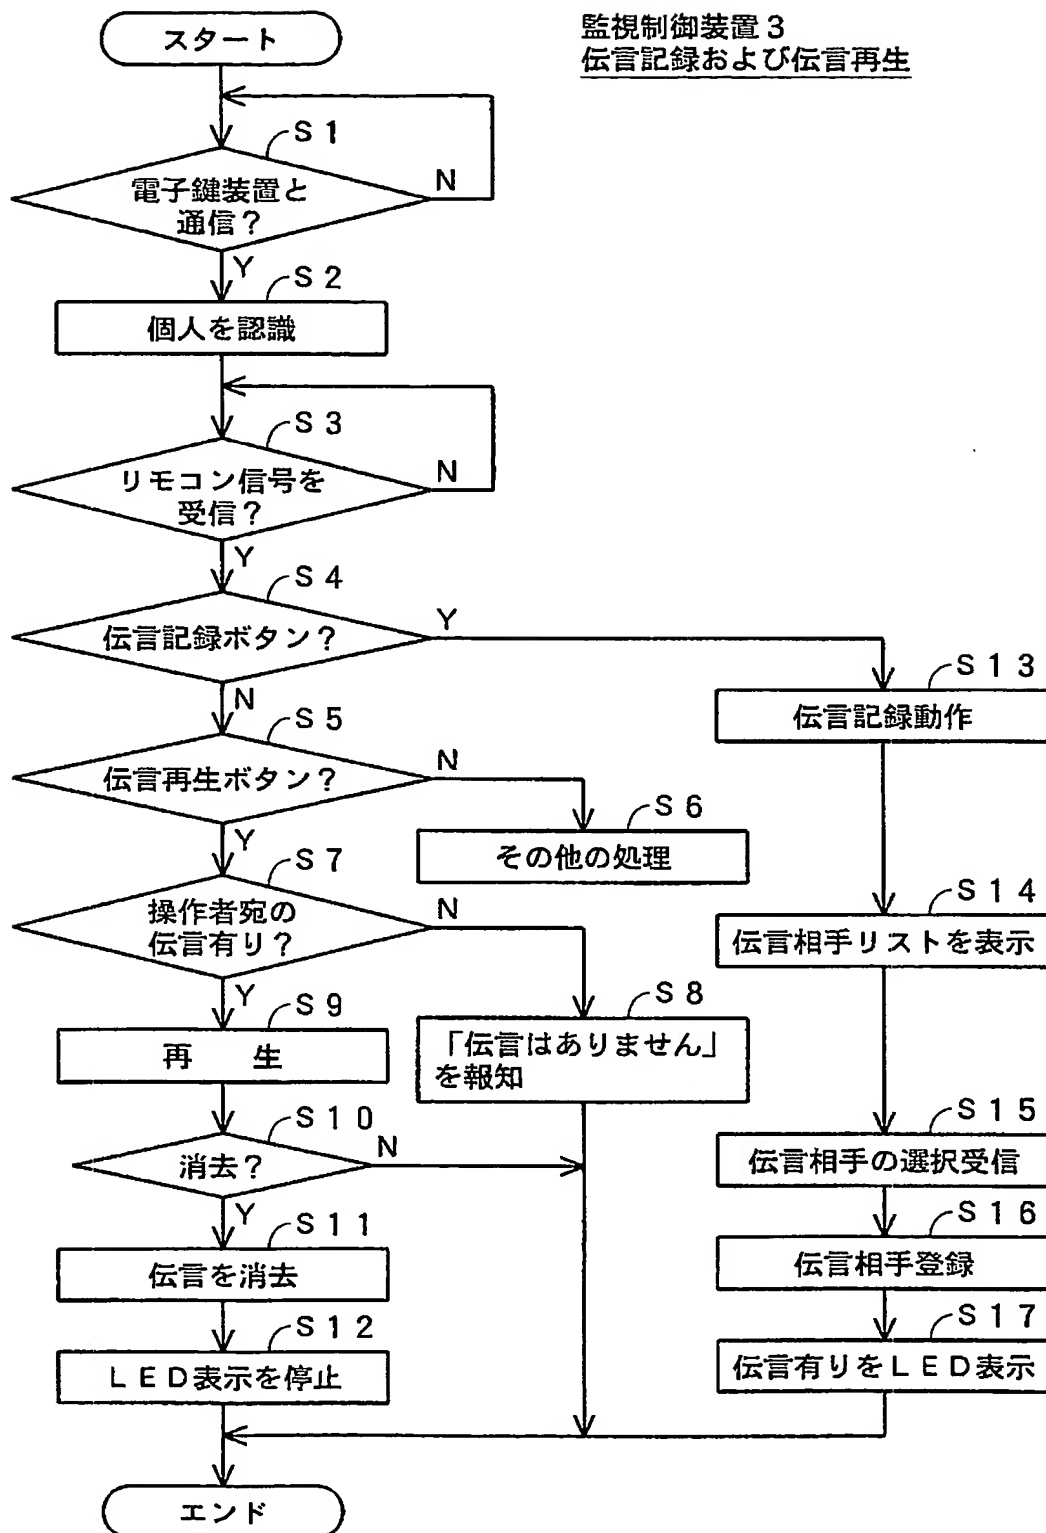 監視制御装置3
伝言記録および伝言再生
スタート
S1
電子鍵装置と
通信?
N
Y
S2
個人を認識
S3
リモコン信号を
受信?
N
Y
S4
伝言記録ボタン?
Y
N
S13
伝言記録動作
S5
伝言再生ボタン?
N
Y
S6
その他の処理
S7
操作者宛の
伝言有り?
N
Y
S14
伝言相手リストを表示
S8
「伝言はありません」
を報知
S9
再 生
S10
消去?
N
Y
S15
伝言相手の選択受信
S11
伝言を消去
S16
伝言相手登録
S12
LED表示を停止
S17
伝言有りをLED表示
エンド